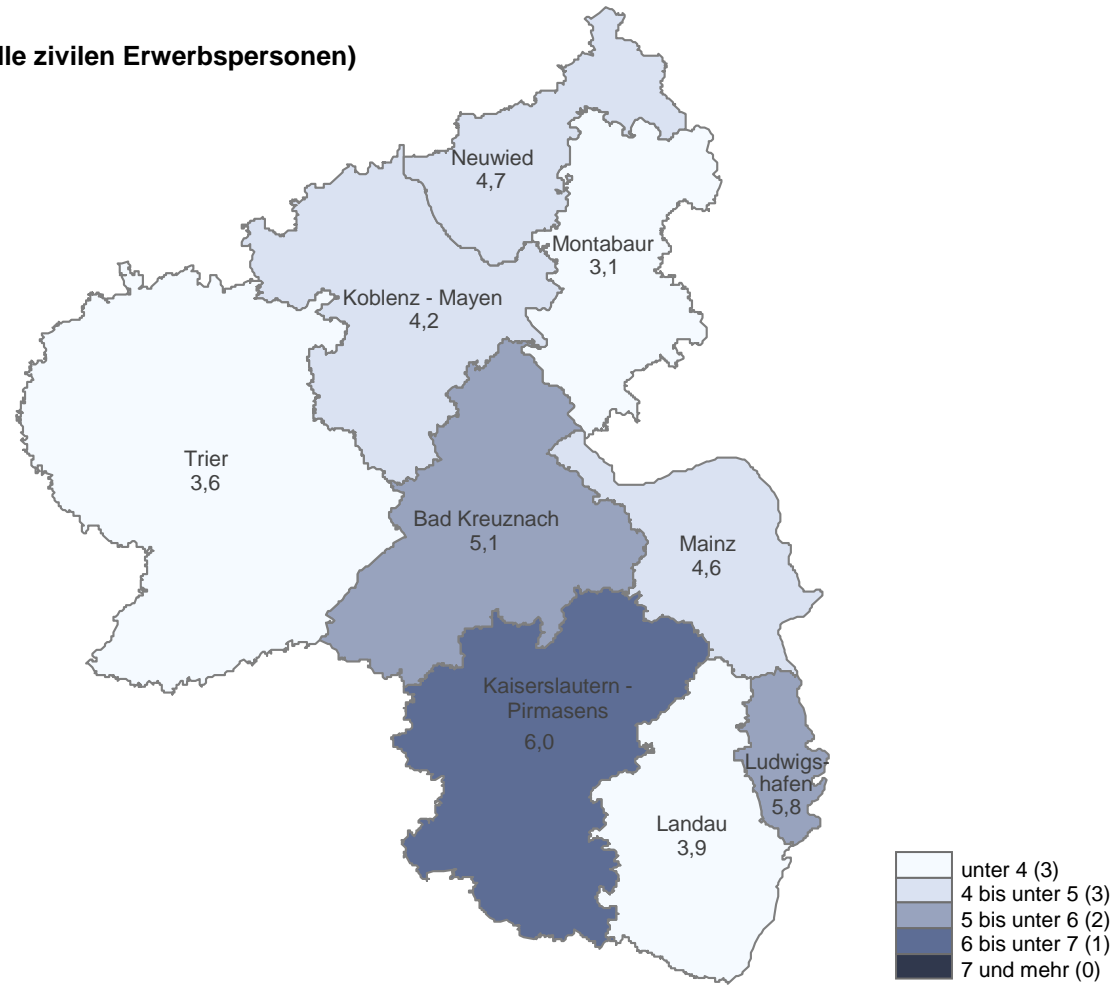 lle zivilen Erwerbspersonen)
Neuwied
4,7
Montabaur
3,1
Koblenz - Mayen
4,2
Trier
3,6
Bad Kreuznach
5,1
Mainz
4,6
Kaiserslautern -
Pirmasens
6,0
Ludwigs-
hafen
5,8
Landau
3,9
unter 4 (3)
4 bis unter 5 (3)
5 bis unter 6 (2)
6 bis unter 7 (1)
7 und mehr (0)